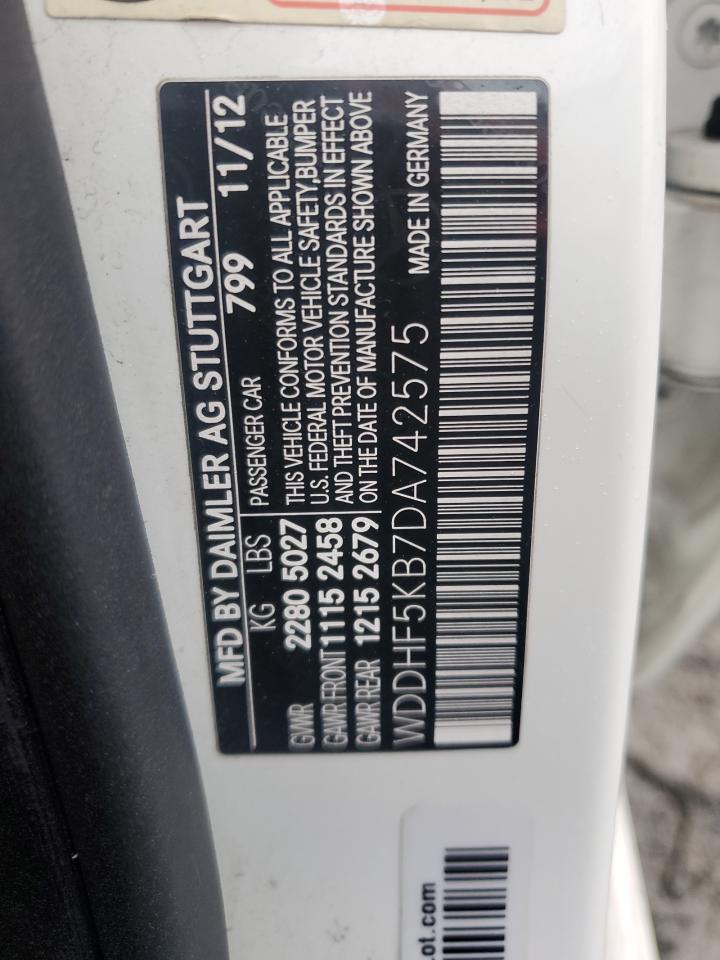 MFD BY DAIMLER AG STUTTGART
799 11/12
KG LBS PASSENGER CAR
GVWR 2280 5027 THIS VEHICLE CONFORMS TO ALL APPLICABLE
GAWR FRONT 1115 2458 U.S. FEDERAL MOTOR VEHICLE SAFETY,BUMPER
GAWR REAR 1215 2679 AND THEFT PREVENTION STANDARDS IN EFFECT
ON THE DATE OF MANUFACTURE SHOWN ABOVE
WDDHF5KB7DA742575 MADE IN GERMANY
ot.com